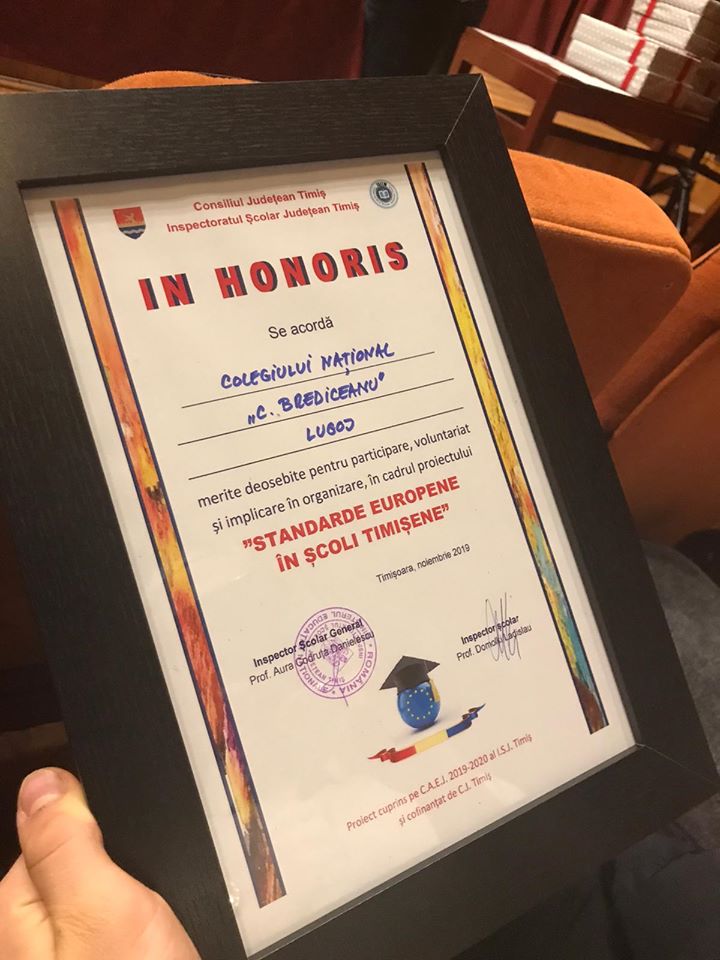 Consiliul Județean Timiș
Inspectoratul Școlar Județean Timiș
IN HONORIS
Se acordă
COLEGIULUI NAȚIONAL
„C. BREDICEANU"
LUGOJ
merite deosebite pentru participare, voluntariat
și implicare în organizare, în cadrul proiectului
"STANDARDE EUROPENE
ÎN ȘCOLI TIMIȘENE"
Timișoara, noiembrie 2019
Inspector Școlar General
Prof. Aura Codruța Danielescu
Inspector școlar
Prof. Domokos Ladislau
ROMÂNIA
Proiect cuprins pe C.A.E.J. 2019-2020 al I.S.J. Timiș
și cofinanțat de C.J. Timiș